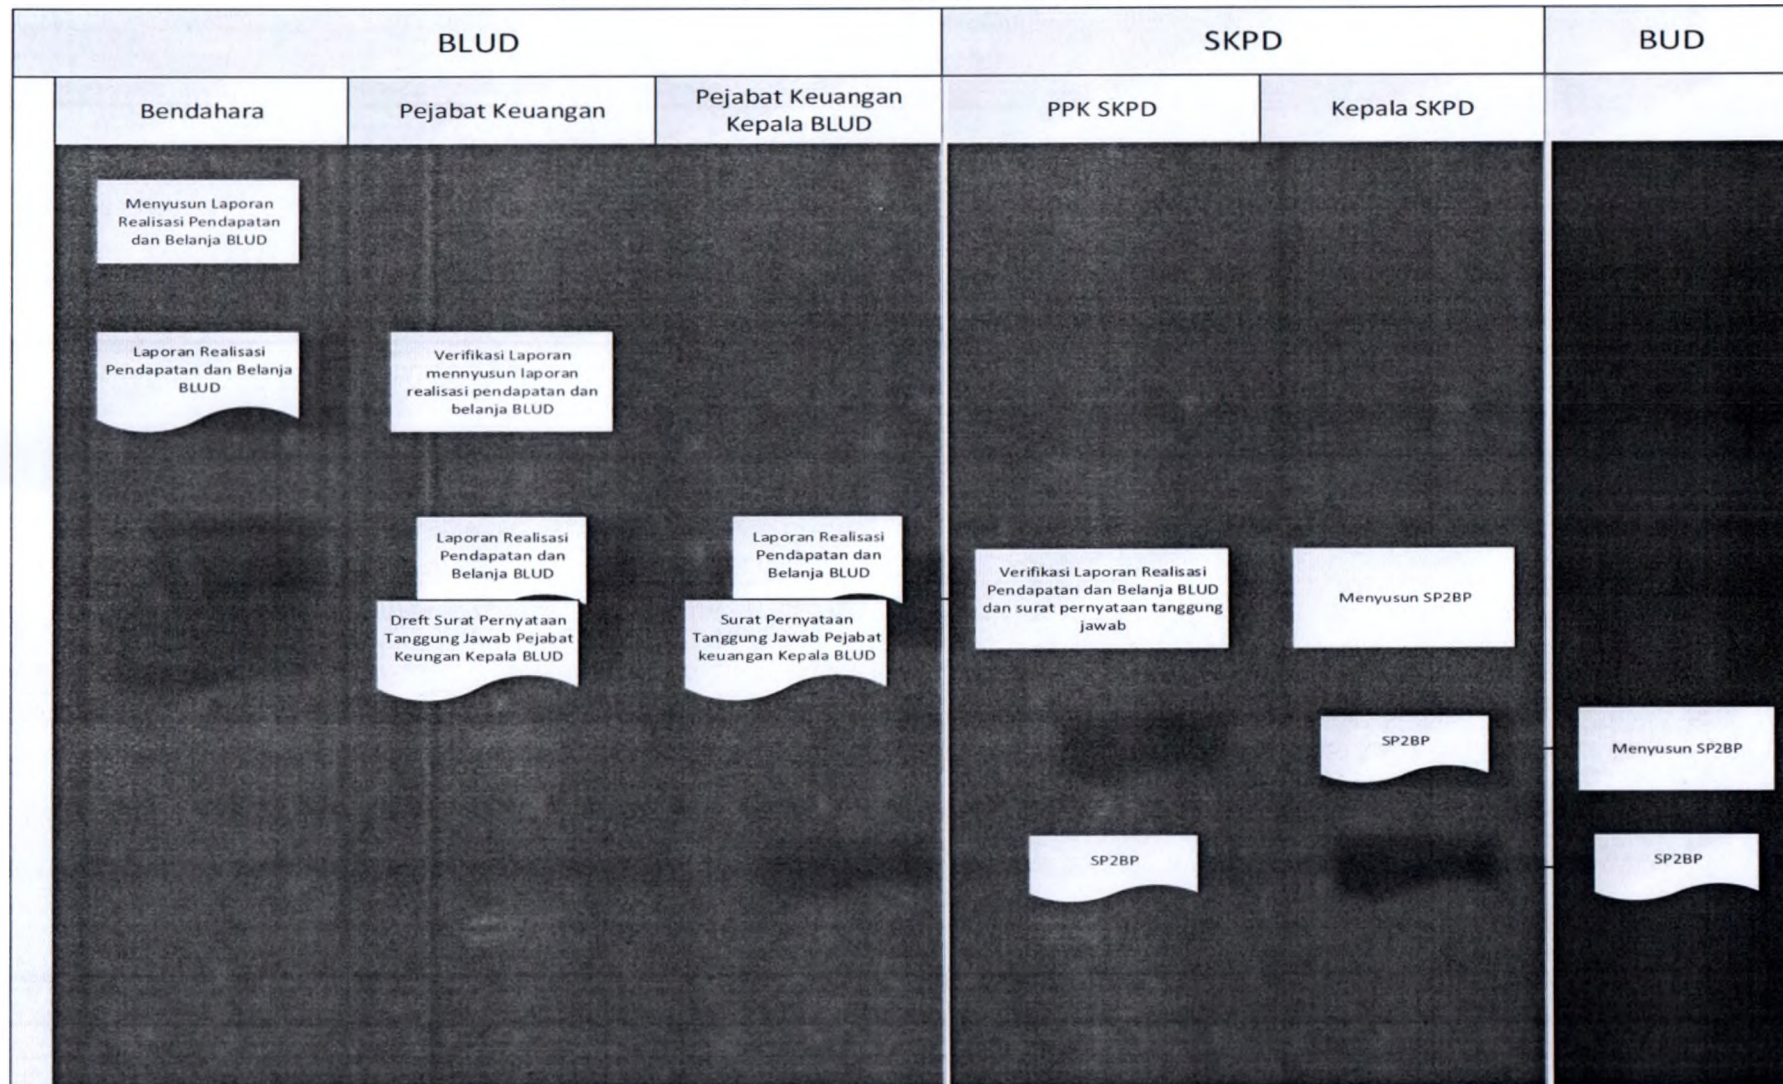 BLUD
SKPD
BUD
Bendahara
Pejabat Keuangan
Pejabat Keuangan
Kepala BLUD
PPK SKPD
Kepala SKPD
Menyusun Laporan
Realisasi Pendapatan
dan Belanja BLUD
Laporan Realisasi
Pendapatan dan Belanja
BLUD
Verifikasi Laporan
mennyusun laporan
realisasi pendapatan dan
belanja BLUD
Laporan Realisasi
Pendapatan dan
Belanja BLUD
Dreft Surat Pernyataan
Tanggung Jawab Pejabat
Keungan Kepala BLUD
Laporan Realisasi
Pendapatan dan
Belanja BLUD
Surat Pernyataan
Tanggung Jawab Pejabat
keuangan Kepala BLUD
Verifikasi Laporan Realisasi
Pendapatan dan Belanja BLUD
dan surat pernyataan tanggung
jawab
Menyusun SP2BP
SP2BP
Menyusun SP2BP
SP2BP
SP2BP